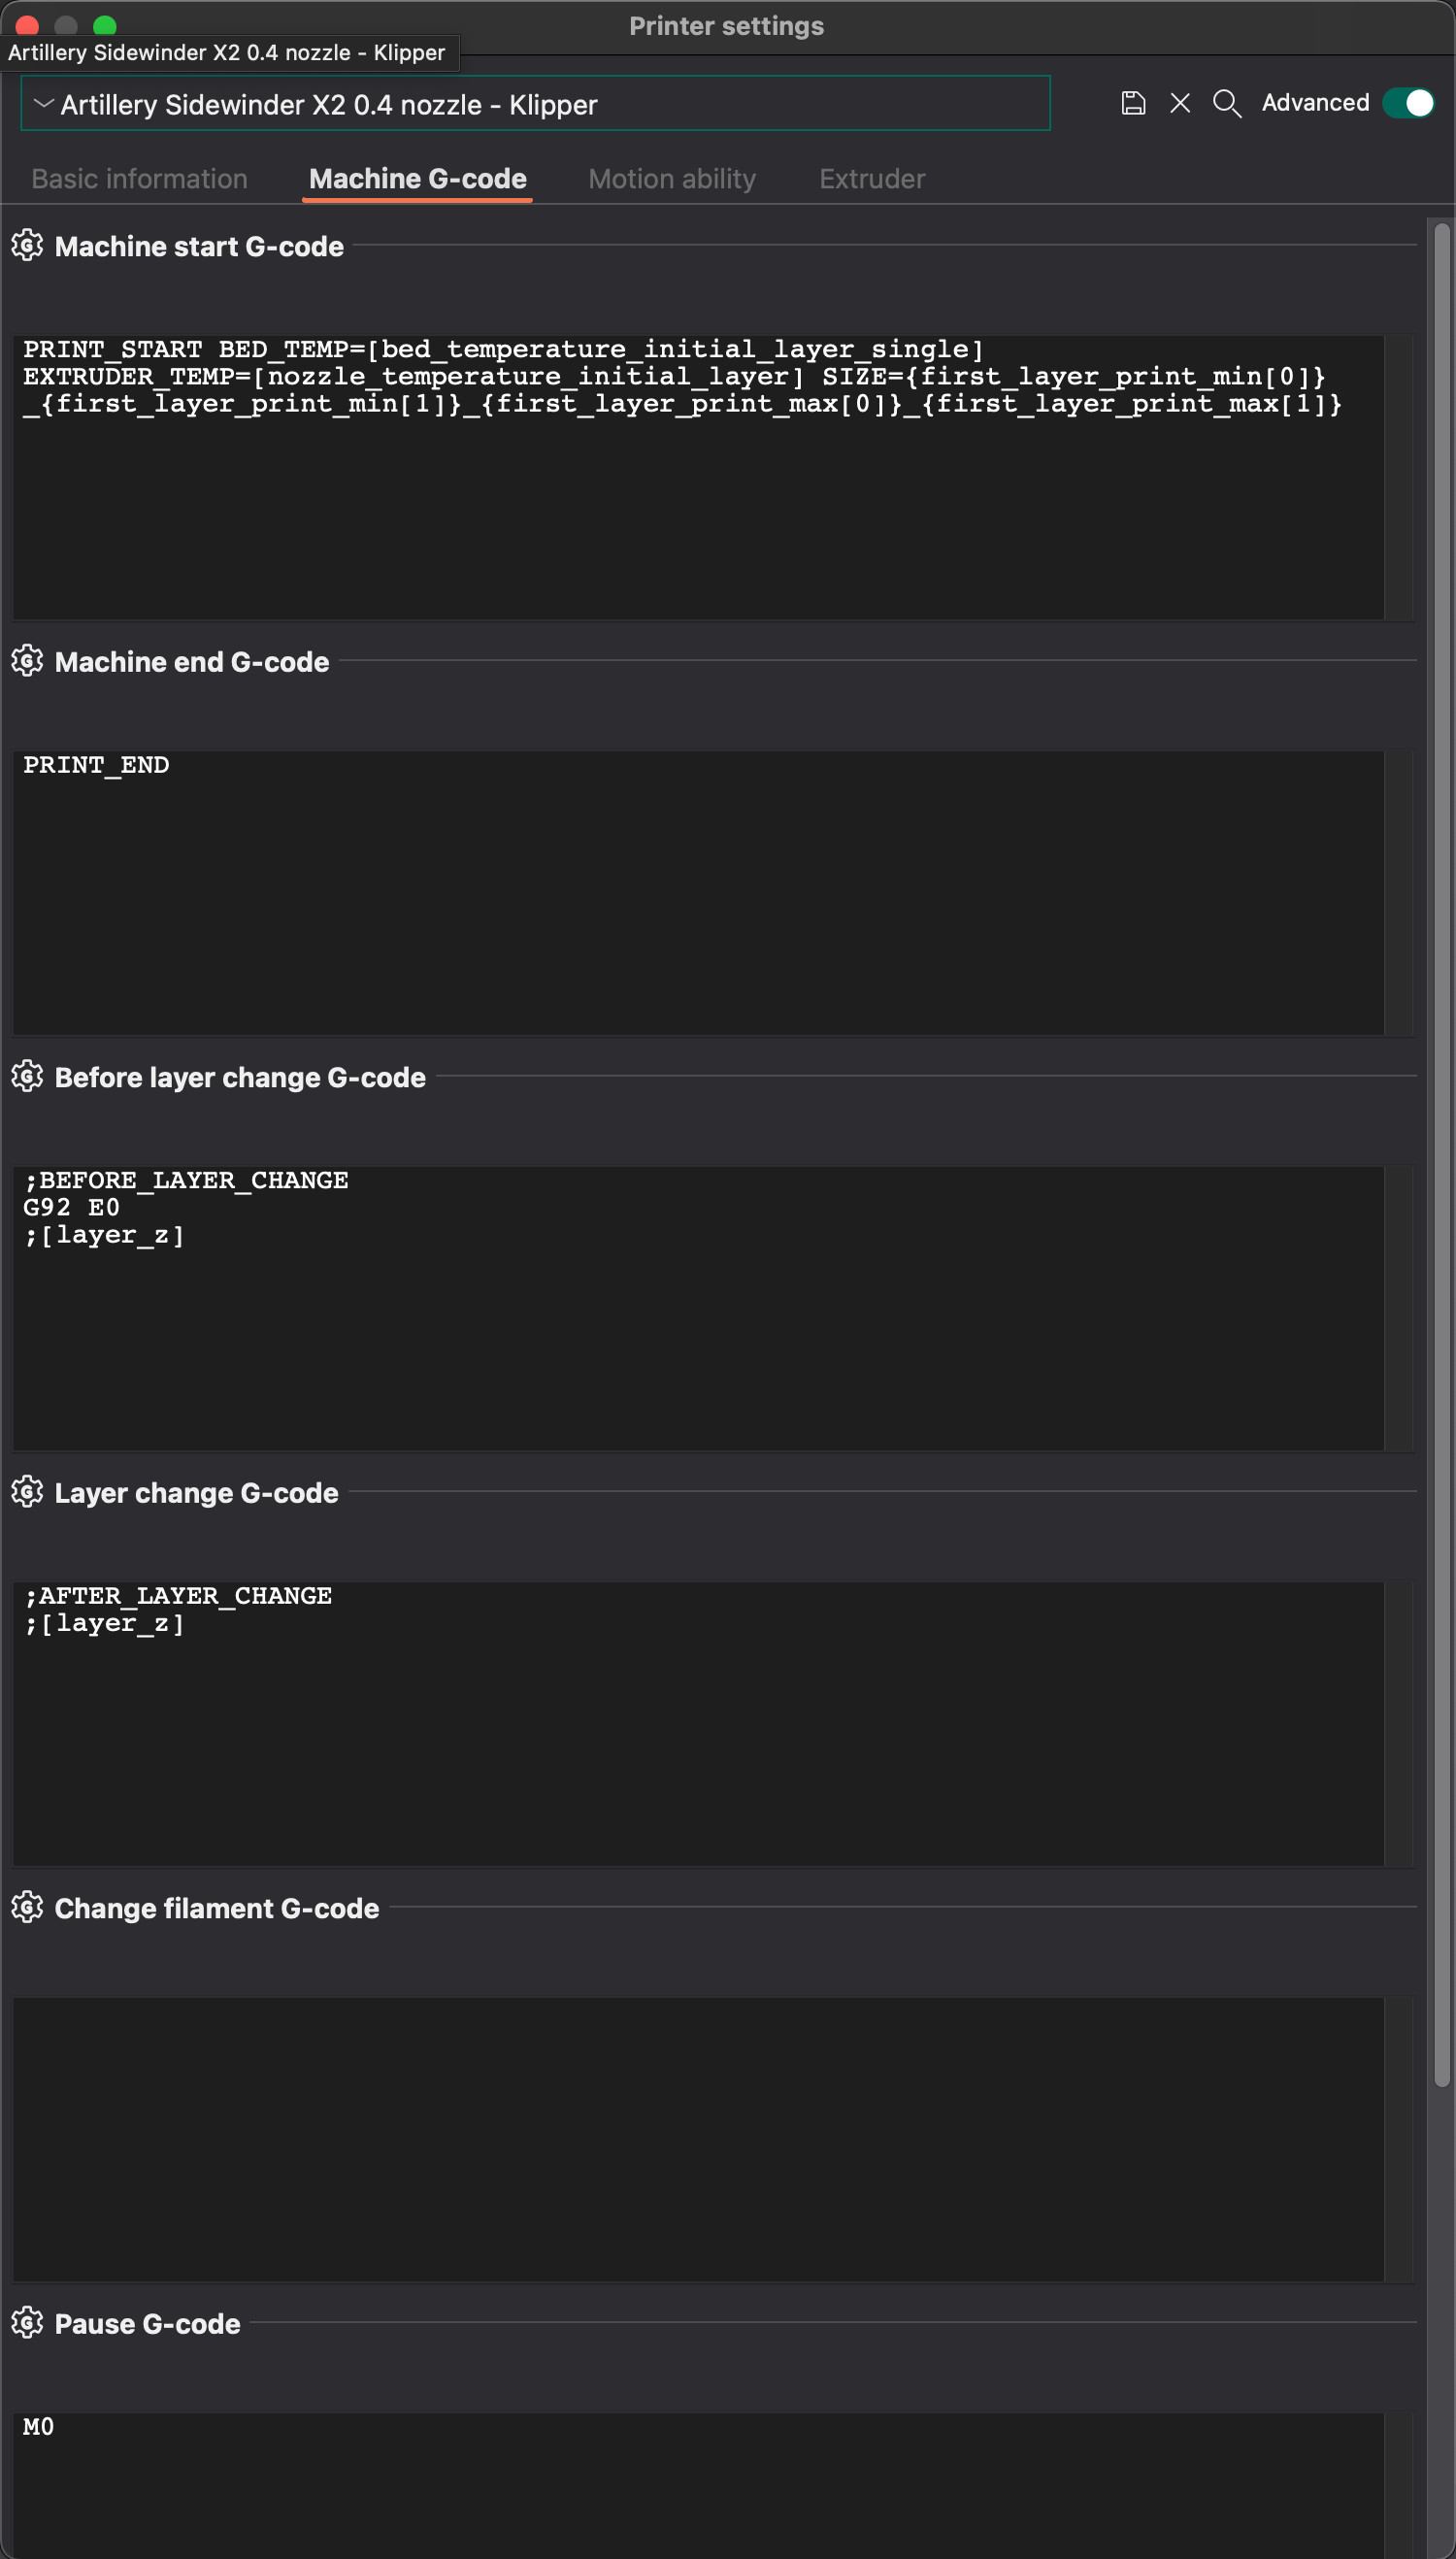 Printer settings
Artillery Sidewinder X2 0.4 nozzle - Klipper
Artillery Sidewinder X2 0.4 nozzle - Klipper
Advanced
Basic information
Machine G-code
Motion ability
Extruder
Machine start G-code
PRINT_START BED_TEMP=[bed_temperature_initial_layer_single]
EXTRUDER_TEMP=[nozzle_temperature_initial_layer] SIZE={first_layer_print_min[0]}
_{first_layer_print_min[1]}_{first_layer_print_max[0]}_{first_layer_print_max[1]}
Machine end G-code
PRINT_END
Before layer change G-code
;BEFORE_LAYER_CHANGE
G92 E0
;[layer_z]
Layer change G-code
;AFTER_LAYER_CHANGE
;[layer_z]
Change filament G-code
Pause G-code
M0